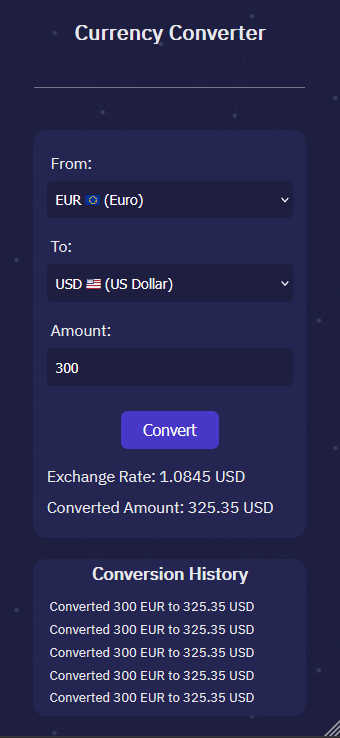 Currency Converter
From:
EUR 🇪🇺 (Euro)
To:
USD 🇺🇸 (US Dollar)
Amount:
300
Convert
Exchange Rate: 1.0845 USD
Converted Amount: 325.35 USD
Conversion History
Converted 300 EUR to 325.35 USD
Converted 300 EUR to 325.35 USD
Converted 300 EUR to 325.35 USD
Converted 300 EUR to 325.35 USD
Converted 300 EUR to 325.35 USD